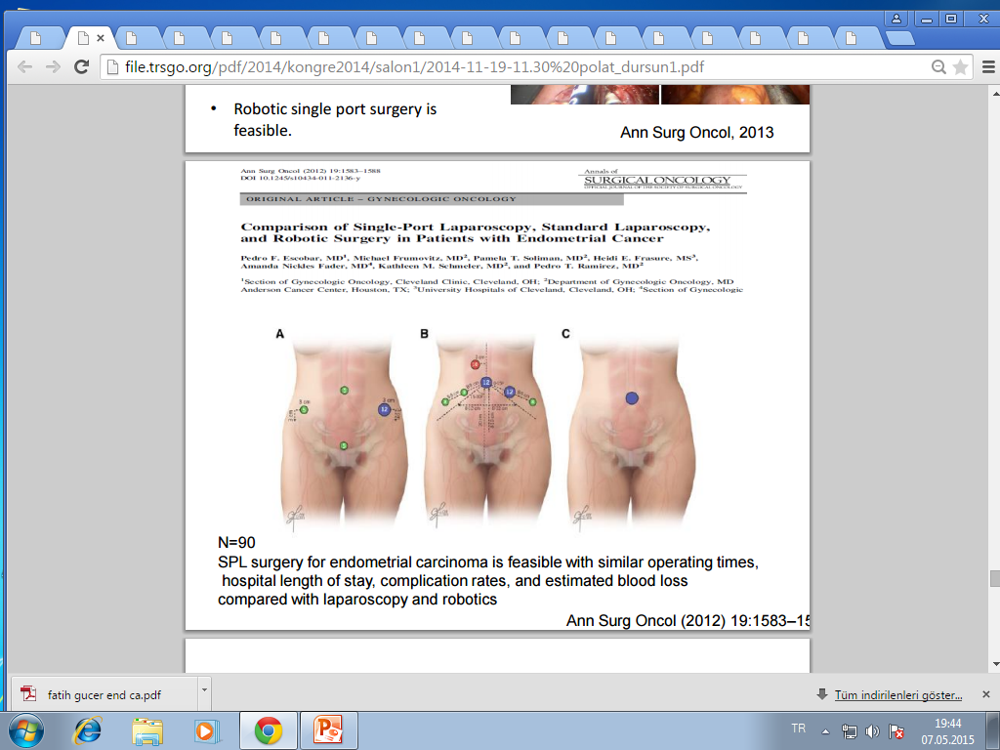 file.trsgo.org/pdf/2014/kongre2014/salon1/2014-11-19-11.30%20polat_dursun1.pdf
• Robotic single port surgery is
feasible.
Ann Surg Oncol, 2013
Ann Surg Oncol (2012) 19:1583–1588
DOI 10.1245/s10434-011-2136-y
Annals of
SURGICAL ONCOLOGY
OFFICIAL JOURNAL OF THE SOCIETY OF SURGICAL ONCOLOGY
ORIGINAL ARTICLE – GYNECOLOGIC ONCOLOGY
Comparison of Single-Port Laparoscopy, Standard Laparoscopy,
and Robotic Surgery in Patients with Endometrial Cancer
Pedro F. Escobar, MD1, Michael Frumovitz, MD2, Pamela T. Soliman, MD2, Heidi E. Frasure, MS3,
Amanda Nickles Fader, MD4, Kathleen M. Schmeler, MD2, and Pedro T. Ramirez, MD2
1Section of Gynecologic Oncology, Cleveland Clinic, Cleveland, OH; 2Department of Gynecologic Oncology, MD
Anderson Cancer Center, Houston, TX; 3University Hospitals of Cleveland, Cleveland, OH; 4Section of Gynecologic
A B C
5
3 cm
3 cm
12
5
12
12
N=90
SPL surgery for endometrial carcinoma is feasible with similar operating times,
hospital length of stay, complication rates, and estimated blood loss
compared with laparoscopy and robotics
Ann Surg Oncol (2012) 19:1583–15
fatih gucer end ca.pdf
Tüm indirilenleri göster...
TR
19:44
07.05.2015